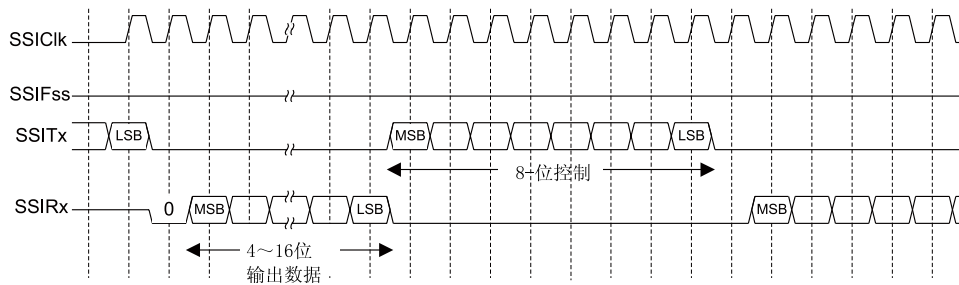 SSIClk
SSIFss
SSITx
LSB
MSB
LSB
8-位控制
SSIRx
0
MSB
LSB
MSB
4～16位
输出数据